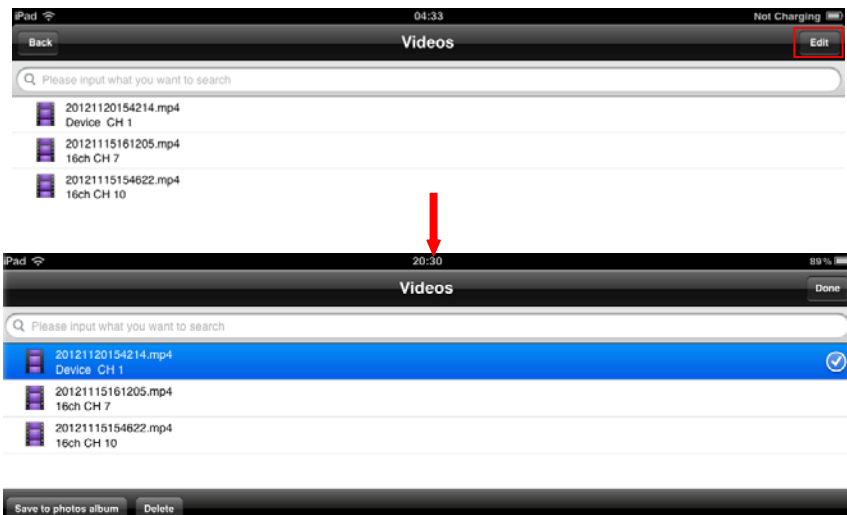 iPad 04:33 Not Charging
Back Videos Edit
Please input what you want to search
20121120154214.mp4
Device CH 1
20121115161205.mp4
16ch CH 7
20121115154622.mp4
16ch CH 10
iPad 20:30 89%
Videos Done
Please input what you want to search
20121120154214.mp4
Device CH 1
20121115161205.mp4
16ch CH 7
20121115154622.mp4
16ch CH 10
Save to photos album Delete